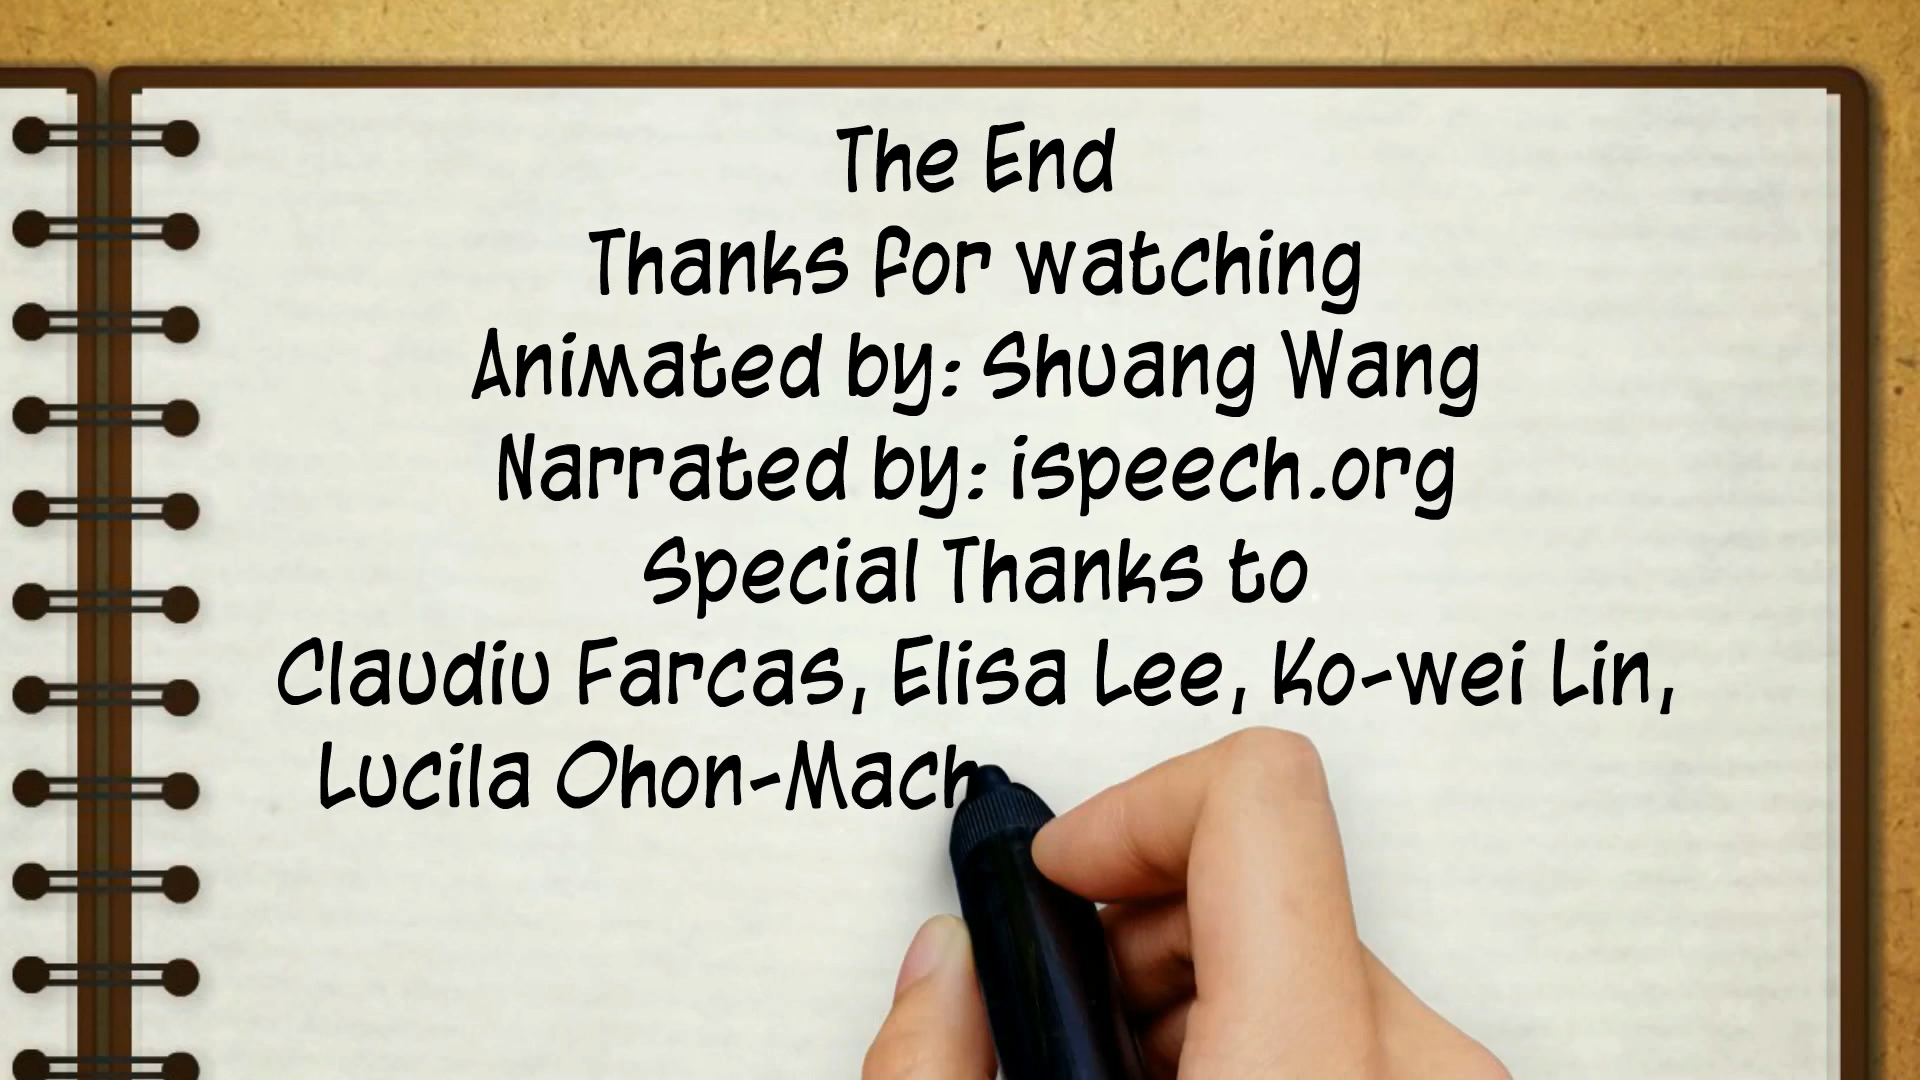 The End
Thanks for watching
Animated by: Shuang Wang
Narrated by: ispeech.org
Special Thanks to
Claudiu Farcas, Elisa Lee, Ko-wei Lin,
Lucila Ohon-Mach